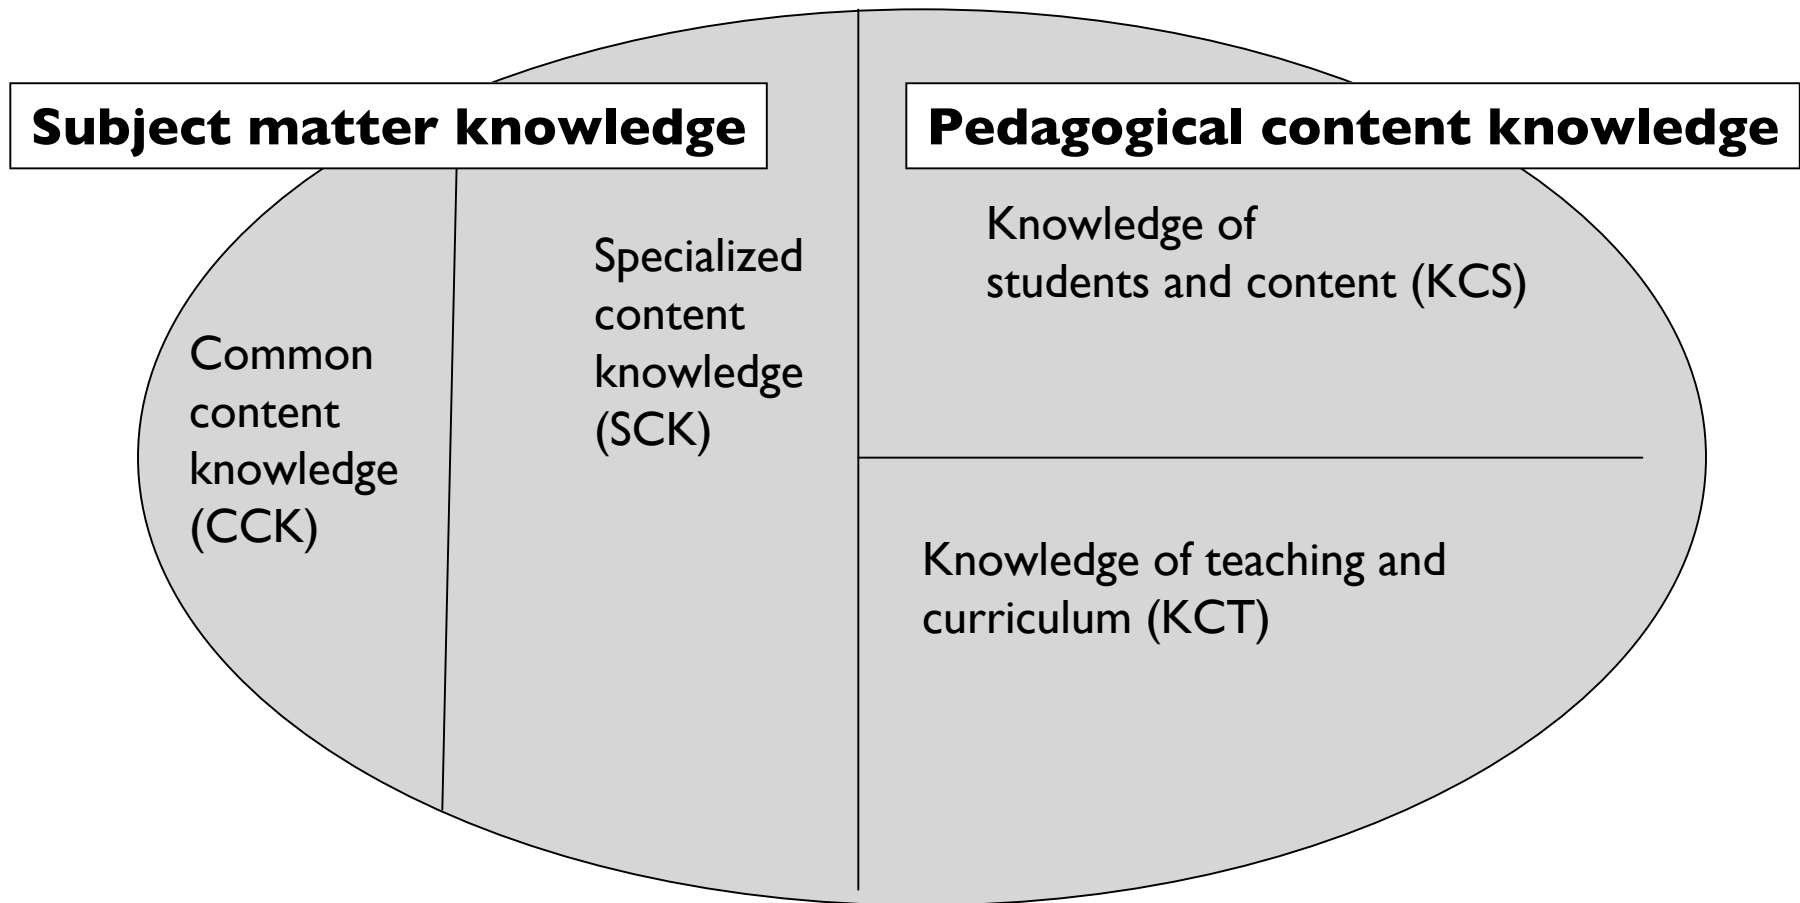 Subject matter knowledge
Pedagogical content knowledge
Common
content
knowledge
(CCK)
Specialized
content
knowledge
(SCK)
Knowledge of
students and content (KCS)
Knowledge of teaching and
curriculum (KCT)